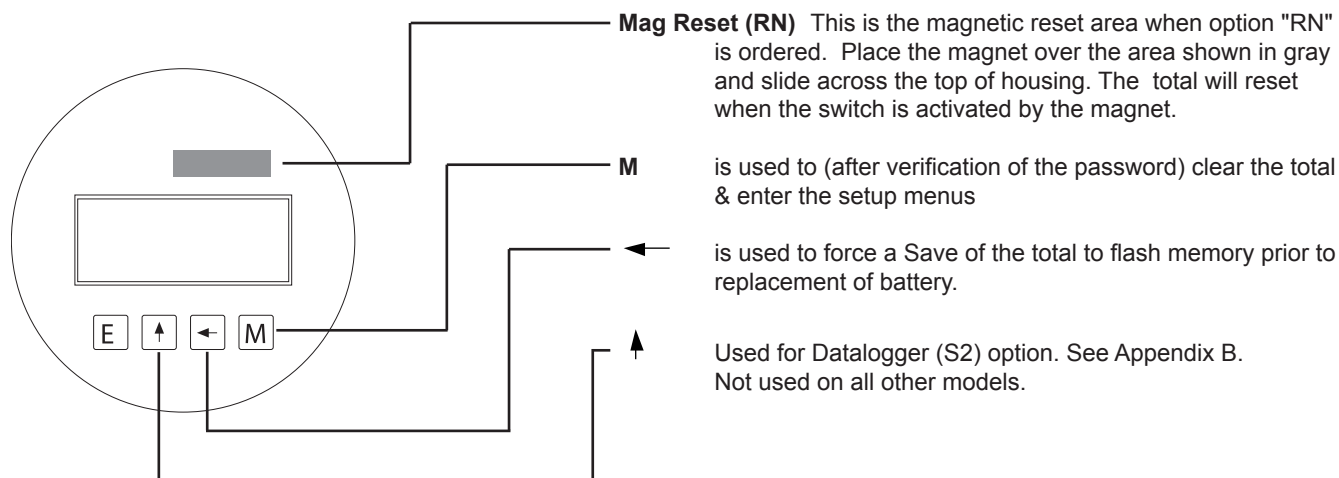 Mag Reset (RN) This is the magnetic reset area when option "RN"
is ordered. Place the magnet over the area shown in gray
and slide across the top of housing. The total will reset
when the switch is activated by the magnet.
M is used to (after verification of the password) clear the total
& enter the setup menus
← is used to force a Save of the total to flash memory prior to
replacement of battery.
↑ Used for Datalogger (S2) option. See Appendix B.
Not used on all other models.
E ↑ ← M